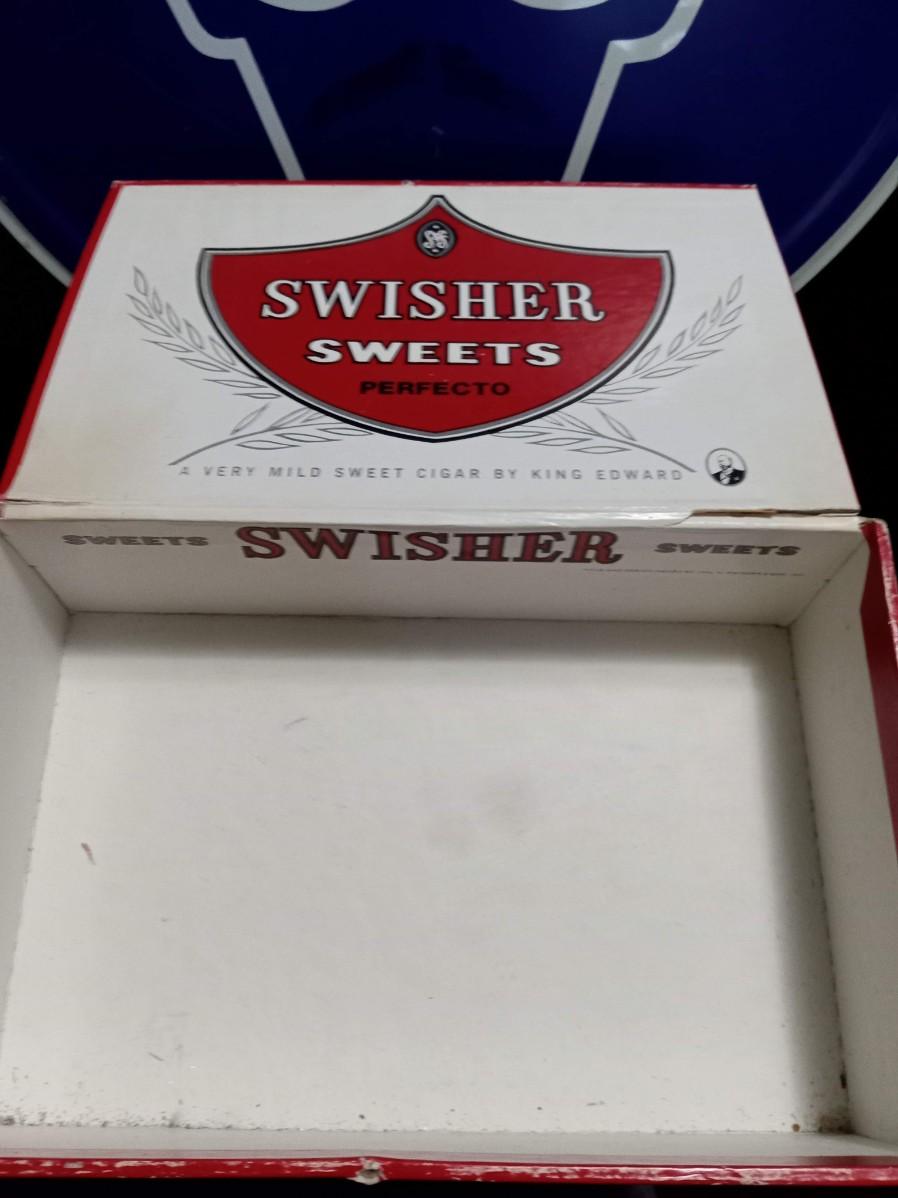 SWISHER
SWEETS
PERFECTO
A VERY MILD SWEET CIGAR BY KING EDWARD
SWEETS SWISHER SWEETS